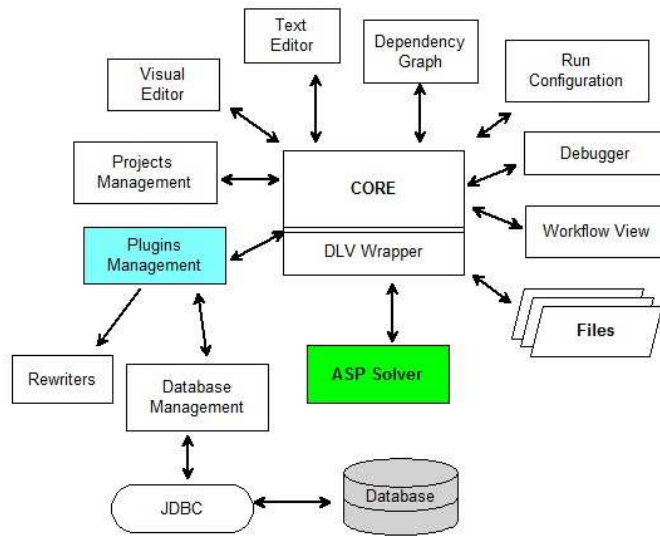 Text
Editor
Dependency
Graph
Run
Configuration
Visual
Editor
Projects
Management
CORE
Debugger
Plugins
Management
DLV Wrapper
Workflow View
Files
Rewriters
Database
Management
ASP Solver
JDBC
Database